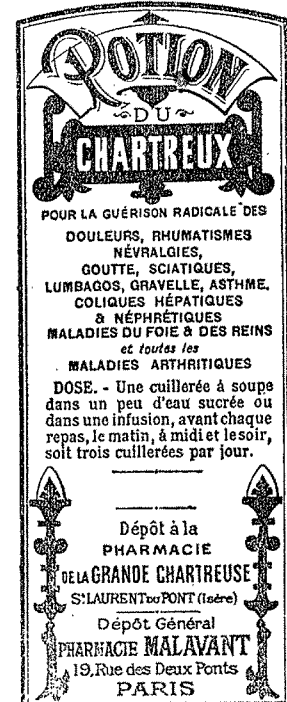 POTION
DU
CHARTREUX
POUR LA GUÉRISON RADICALE DES
DOULEURS, RHUMATISMES
NÉVRALGIES,
GOUTTE, SCIATIQUES,
LUMBAGOS, GRAVELLE, ASTHME,
COLIQUES HÉPATIQUES
& NÉPHRÉTIQUES
MALADIES DU FOIE & DES REINS
et toutes les
MALADIES ARTHRITIQUES
DOSE. - Une cuillerée à soupe
dans un peu d'eau sucrée ou
dans une infusion, avant chaque
repas, le matin, à midi et le soir,
soit trois cuillerées par jour.
Dépôt à la
PHARMACIE
DE LA GRANDE CHARTREUSE
St LAURENT DU PONT (Isère)
Dépôt Général
PHARMACIE MALAVANT
19, Rue des Deux Ponts
PARIS